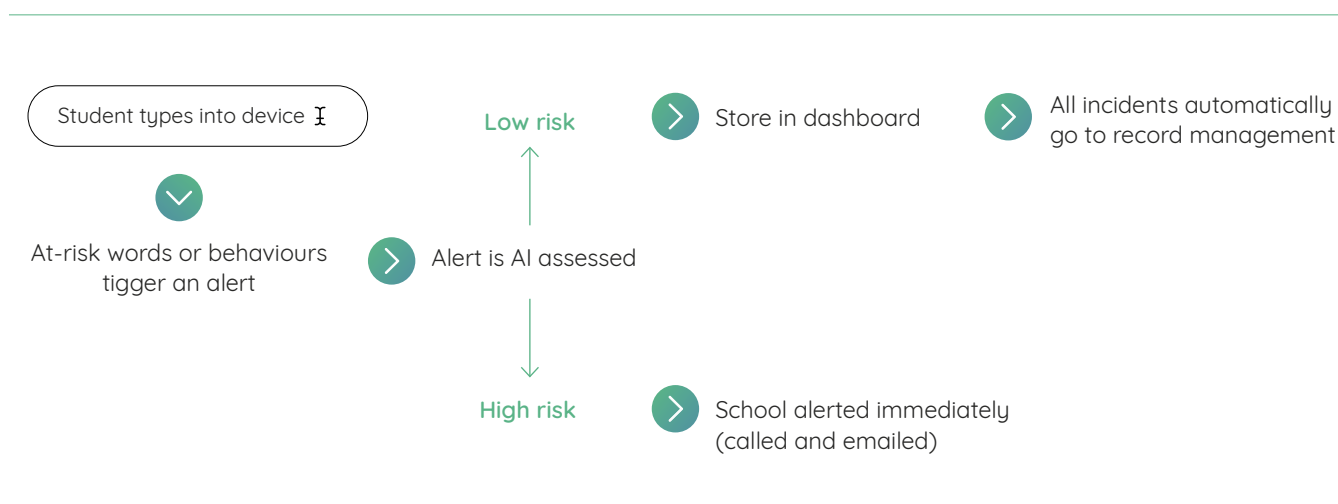 Student types into device
At-risk words or behaviours
tigger an alert
Alert is AI assessed
Low risk
Store in dashboard
All incidents automatically
go to record management
High risk
School alerted immediately
(called and emailed)